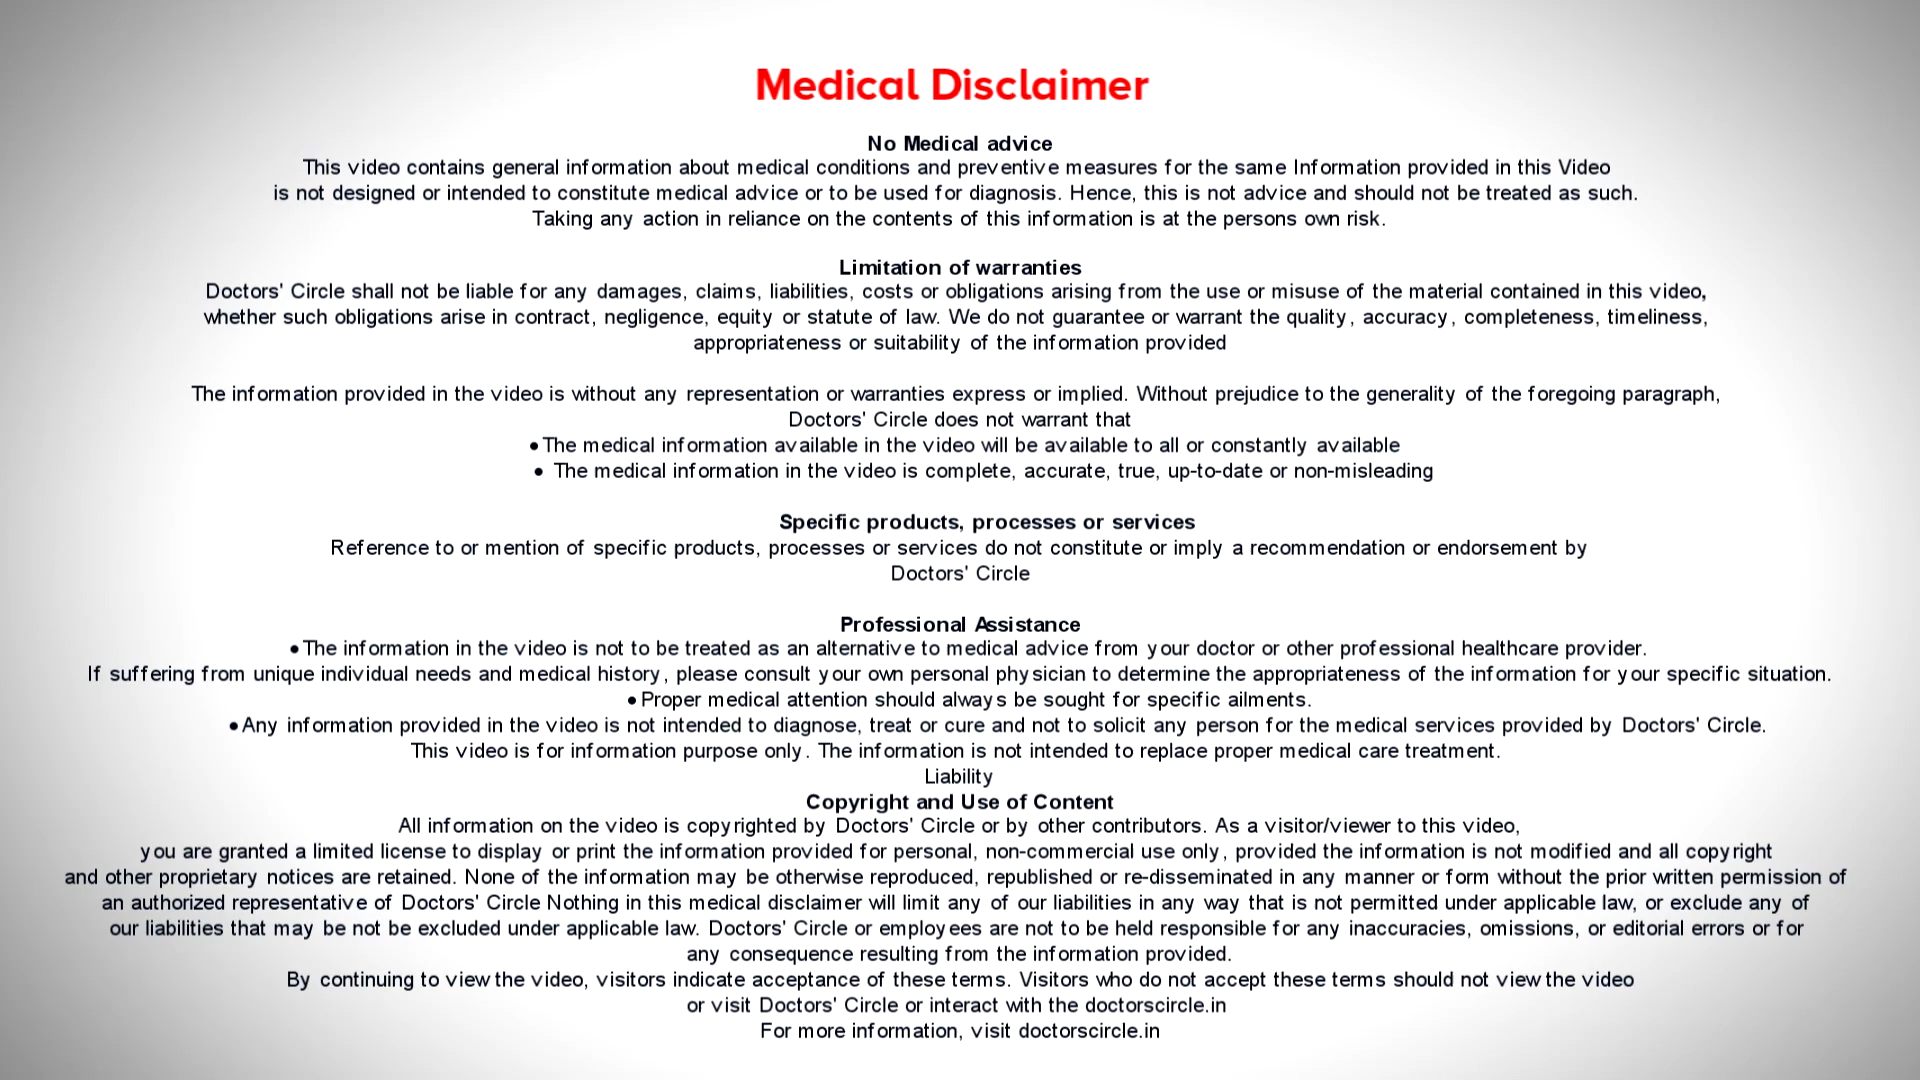 Medical Disclaimer
No Medical advice
This video contains general information about medical conditions and preventive measures for the same Information provided in this Video
is not designed or intended to constitute medical advice or to be used for diagnosis. Hence, this is not advice and should not be treated as such.
Taking any action in reliance on the contents of this information is at the persons own risk.
Limitation of warranties
Doctors' Circle shall not be liable for any damages, claims, liabilities, costs or obligations arising from the use or misuse of the material contained in this video,
whether such obligations arise in contract, negligence, equity or statute of law. We do not guarantee or warrant the quality, accuracy, completeness, timeliness,
appropriateness or suitability of the information provided
The information provided in the video is without any representation or warranties express or implied. Without prejudice to the generality of the foregoing paragraph,
Doctors' Circle does not warrant that
• The medical information available in the video will be available to all or constantly available
• The medical information in the video is complete, accurate, true, up-to-date or non-misleading
Specific products, processes or services
Reference to or mention of specific products, processes or services do not constitute or imply a recommendation or endorsement by
Doctors' Circle
Professional Assistance
• The information in the video is not to be treated as an alternative to medical advice from your doctor or other professional healthcare provider.
If suffering from unique individual needs and medical history, please consult your own personal physician to determine the appropriateness of the information for your specific situation.
• Proper medical attention should always be sought for specific ailments.
• Any information provided in the video is not intended to diagnose, treat or cure and not to solicit any person for the medical services provided by Doctors' Circle.
This video is for information purpose only. The information is not intended to replace proper medical care treatment.
Liability
Copyright and Use of Content
All information on the video is copyrighted by Doctors' Circle or by other contributors. As a visitor/viewer to this video,
you are granted a limited license to display or print the information provided for personal, non-commercial use only, provided the information is not modified and all copyright
and other proprietary notices are retained. None of the information may be otherwise reproduced, republished or re-disseminated in any manner or form without the prior written permission of
an authorized representative of Doctors' Circle Nothing in this medical disclaimer will limit any of our liabilities in any way that is not permitted under applicable law, or exclude any of
our liabilities that may be not be excluded under applicable law. Doctors' Circle or employees are not to be held responsible for any inaccuracies, omissions, or editorial errors or for
any consequence resulting from the information provided.
By continuing to view the video, visitors indicate acceptance of these terms. Visitors who do not accept these terms should not view the video
or visit Doctors' Circle or interact with the doctorscircle.in
For more information, visit doctorscircle.in